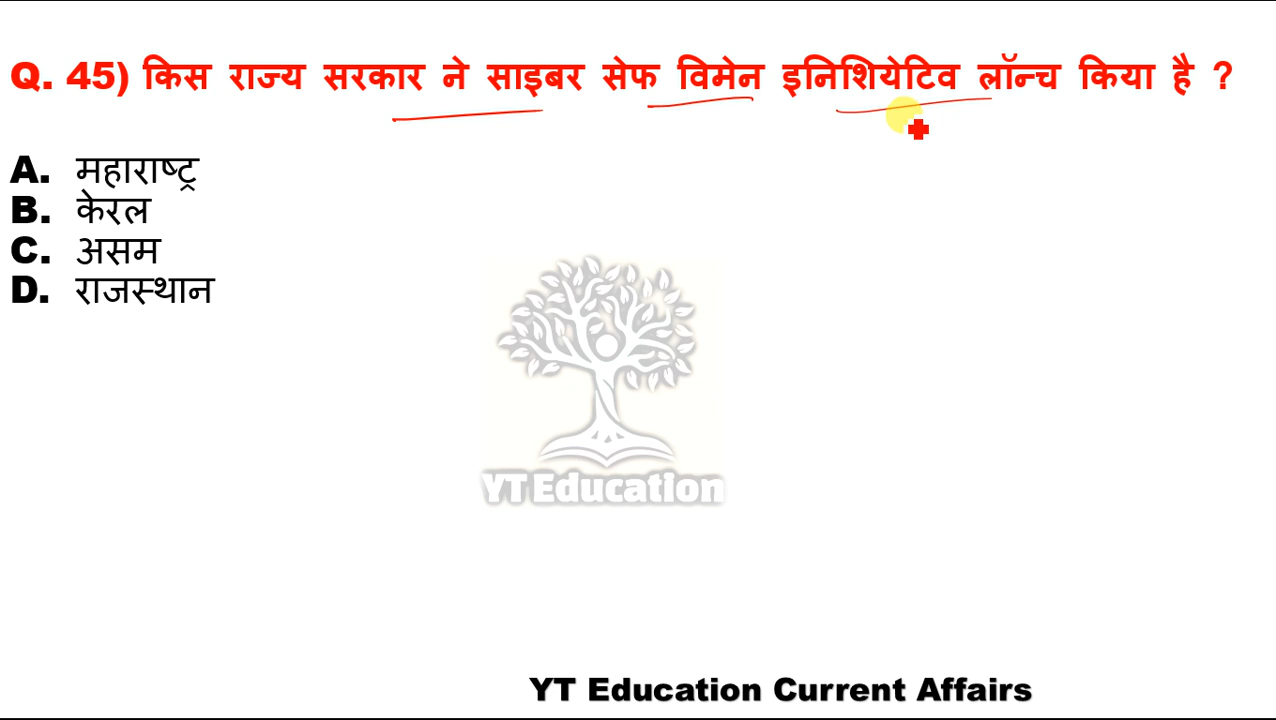 Q. 45) किस राज्य सरकार ने साइबर सेफ विमेन इनिशियेटिव लॉन्च किया है ?
A. महाराष्ट्र
B. केरल
C. असम
D. राजस्थान
YT Education
YT Education Current Affairs